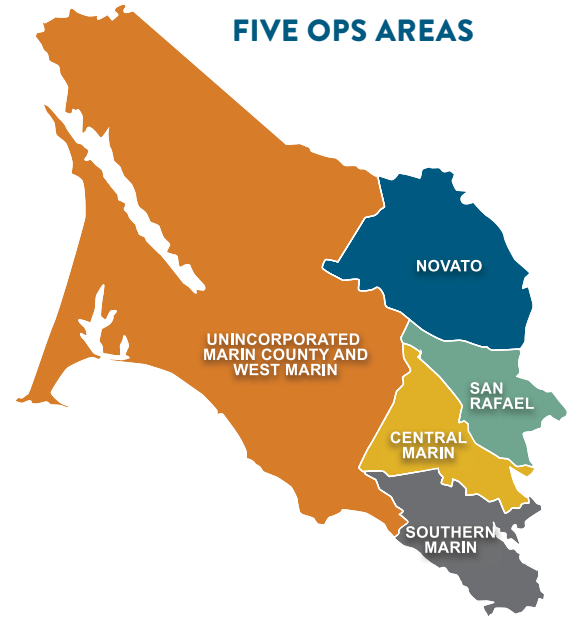 FIVE OPS AREAS
NOVATO
UNINCORPORATED
MARIN COUNTY AND
WEST MARIN
SAN
RAFAEL
CENTRAL
MARIN
SOUTHERN
MARIN